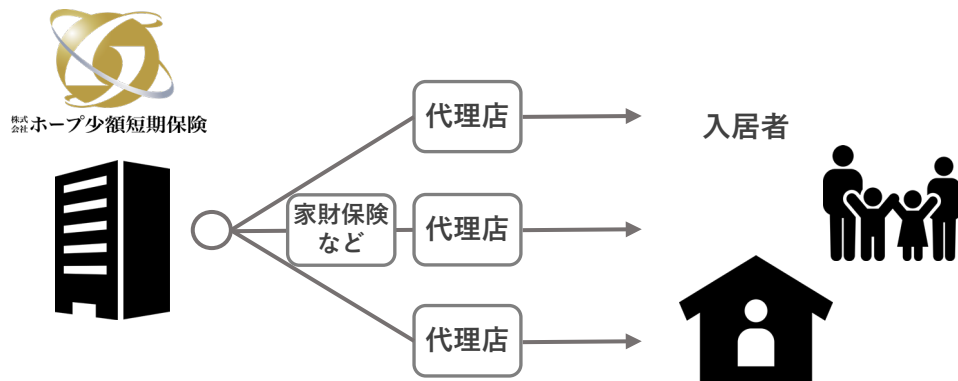 株式会社ホープ少額短期保険
代理店
入居者
家財保険
など
代理店
代理店